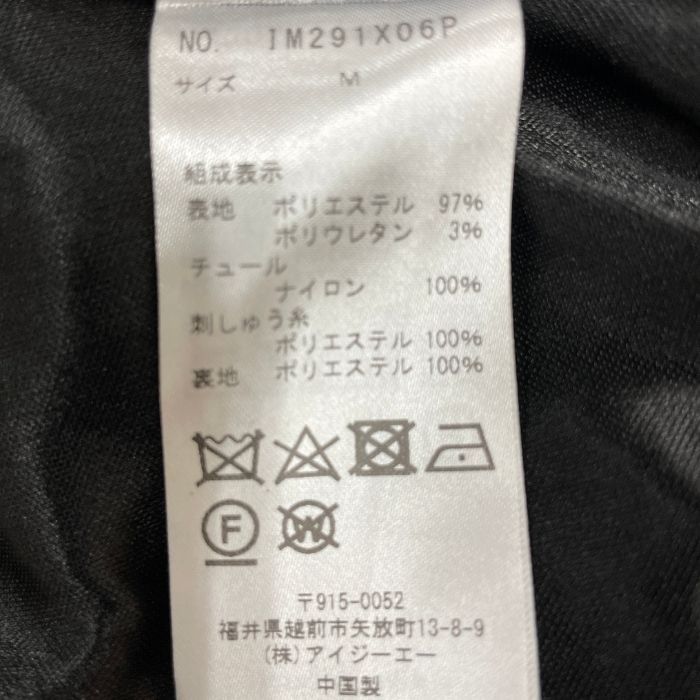 NO. IM291X06P
サイズ M
組成表示
表地 ポリエステル 97%
ポリウレタン 3%
チュール
ナイロン 100%
刺しゅう糸
ポリエステル 100%
裏地 ポリエステル 100%
F W
〒915-0052
福井県越前市矢放町13-8-9
(株)アイジーエー
中国製